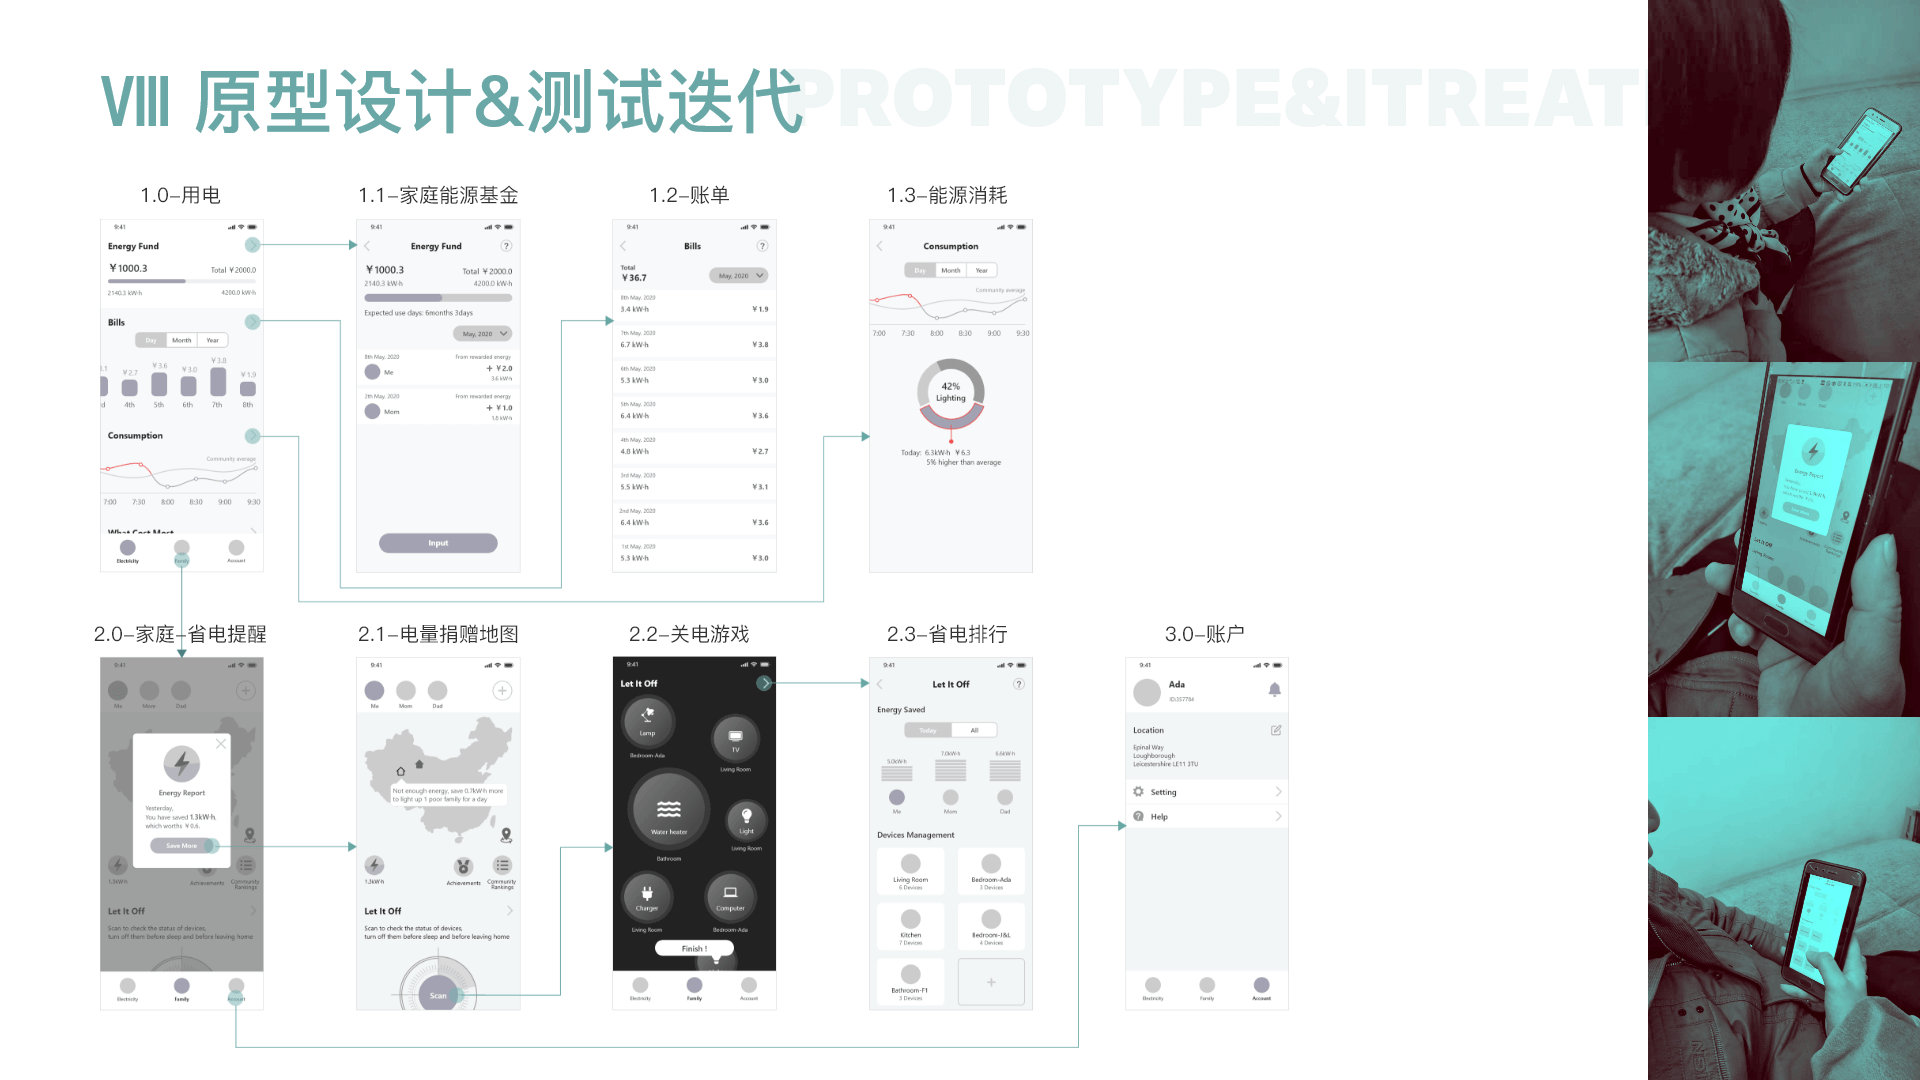 Ⅷ 原型设计&测试迭代
PROTOTYPE&ITREAT
1.0–用电
9:41
Energy Fund
¥1000.3
Total ¥2000.0
2140.3 kW·h
4200.0 kW·h
Bills
Day Month Year
¥2.7 ¥3.6 ¥3.0 ¥3.8 ¥1.9
4th 5th 6th 7th 8th
Consumption
Community average
7:00 7:30 8:00 8:30 9:00 9:30
What Cost Most
Electricity Family Account
1.1–家庭能源基金
9:41
Energy Fund ?
¥1000.3 Total ¥2000.0
2140.3 kW·h 4200.0 kW·h
Expected use days: 6months 3days
May, 2020
8th May, 2020 From rewarded energy
Me + ¥2.0
3.6 kW·h
2th May, 2020 From rewarded energy
Mom + ¥1.0
1.8 kW·h
Input
1.2–账单
9:41
Bills ?
Total
¥36.7
May, 2020
8th May, 2020
3.4 kW·h ¥1.9
7th May, 2020
6.7 kW·h ¥3.8
6th May, 2020
5.3 kW·h ¥3.0
5th May, 2020
6.4 kW·h ¥3.6
4th May, 2020
4.8 kW·h ¥2.7
3rd May, 2020
5.5 kW·h ¥3.1
2nd May, 2020
6.4 kW·h ¥3.6
1st May, 2020
5.3 kW·h ¥3.0
1.3–能源消耗
9:41
Consumption
Day Month Year
Community average
7:00 7:30 8:00 8:30 9:00 9:30
42%
Lighting
Today: 6.3kW·h ¥6.3
5% higher than average
2.0–家庭–省电提醒
9:41
Me Mom Dad
Energy Report
Yesterday,
You have saved 1.3kW·h,
which worths ¥0.6.
Save More
1.3kW·h
Achievements
Community
Rankings
Let It Off
Scan to check the status of devices,
turn off them before sleep and before leaving home
Electricity Family Account
2.1–电量捐赠地图
9:41
Me Mom Dad
Not enough energy, save 0.7kW·h more
to light up 1 poor family for a day
1.3kW·h
Achievements
Community
Rankings
Let It Off
Scan to check the status of devices,
turn off them before sleep and before leaving home
Scan
2.2–关电游戏
9:41
Let It Off
Lamp
Bedroom-Ada
TV
Living Room
Water heater
Bathroom
Light
Living Room
Charger
Living Room
Computer
Bedroom-Ada
Finish !
Electricity Family Account
2.3–省电排行
9:41
Let It Off ?
Energy Saved
Today All
5.0kW·h 7.0kW·h 6.6kW·h
Me Mom Dad
Devices Management
Living Room
6 Devices
Bedroom-Ada
3 Devices
Kitchen
7 Devices
Bedroom-J&L
4 Devices
Bathroom-F1
3 Devices
3.0–账户
9:41
Ada
ID:357784
Location
Epinal Way
Loughborough
Leicestershire LE11 3TU
Setting
Help
Electricity Family Account
Energy Report
Let It Off